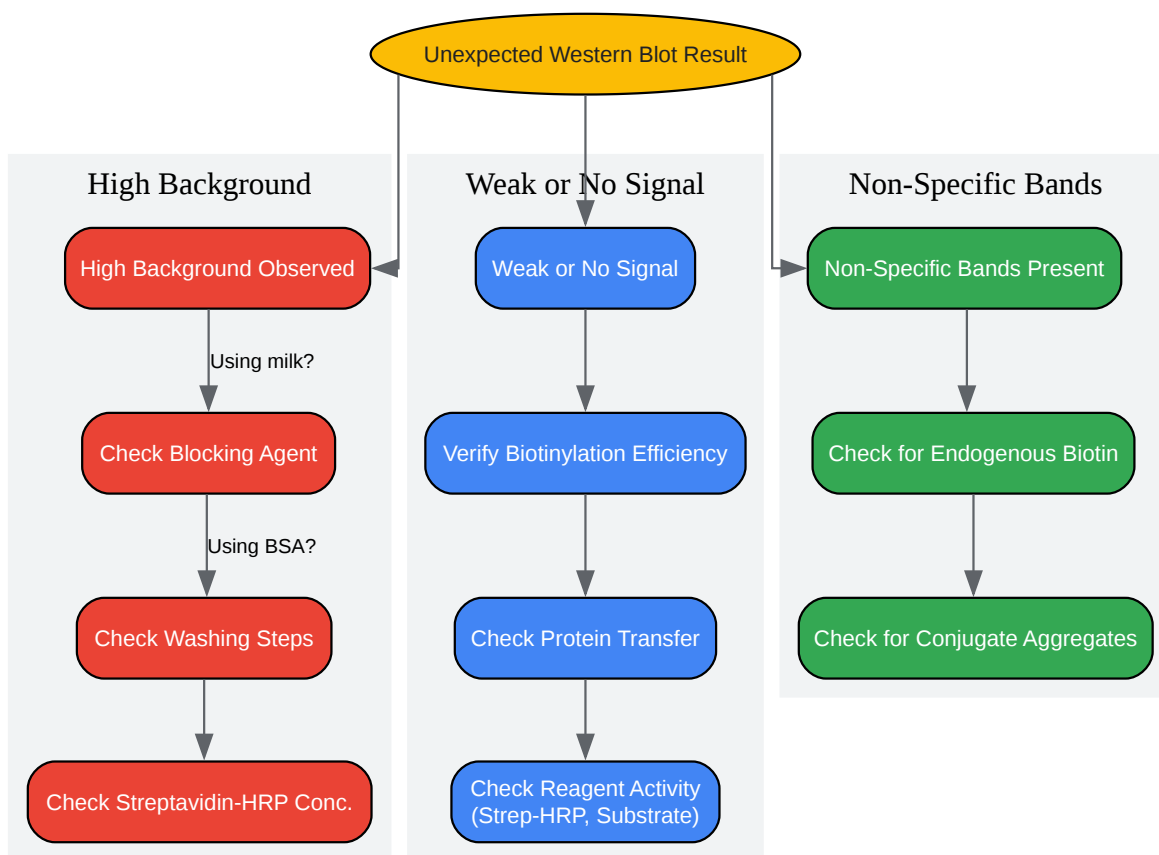 Unexpected Western Blot Result
High Background
High Background Observed
Using milk?
Check Blocking Agent
Using BSA?
Check Washing Steps
Check Streptavidin-HRP Conc.
Weak or No Signal
Weak or No Signal
Verify Biotinylation Efficiency
Check Protein Transfer
Check Reagent Activity
(Strep-HRP, Substrate)
Non-Specific Bands
Non-Specific Bands Present
Check for Endogenous Biotin
Check for Conjugate Aggregates